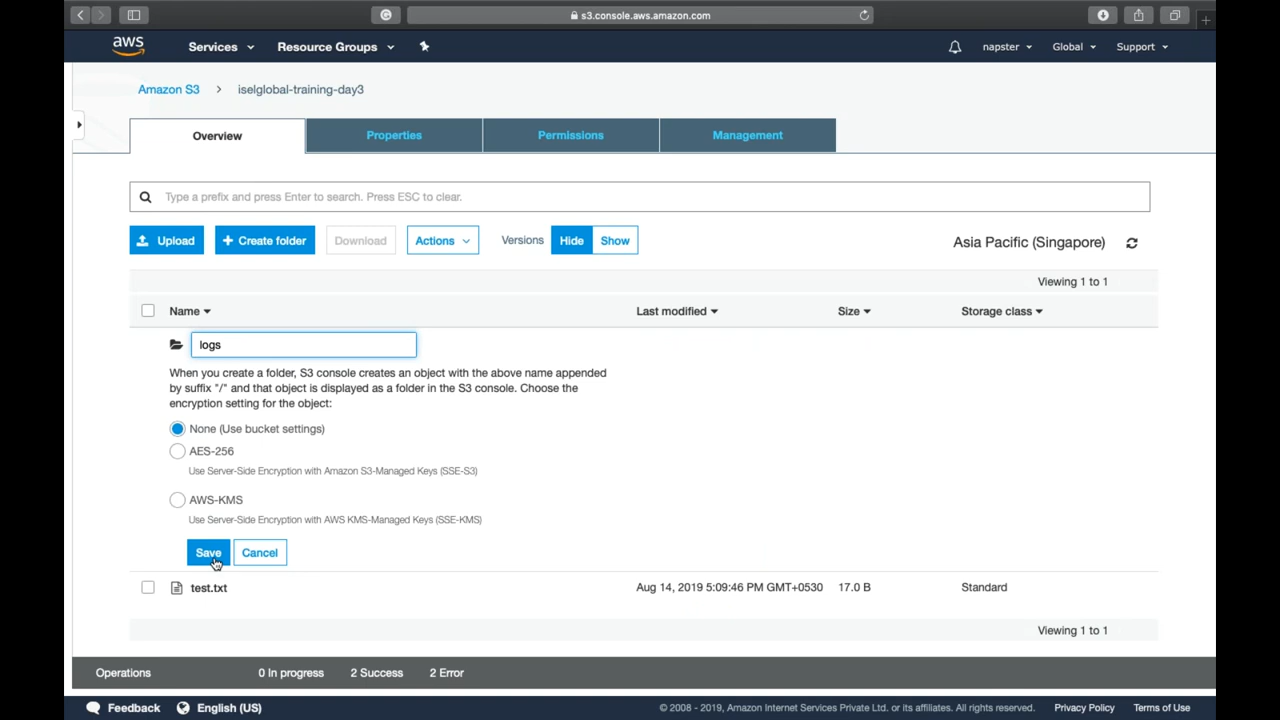 s3.console.aws.amazon.com
aws Services Resource Groups napster Global Support
Amazon S3 iselglobal-training-day3
Overview Properties Permissions Management
Type a prefix and press Enter to search. Press ESC to clear.
Upload + Create folder Download Actions Versions Hide Show Asia Pacific (Singapore)
Viewing 1 to 1
Name Last modified Size Storage class
logs
When you create a folder, S3 console creates an object with the above name appended
by suffix "/" and that object is displayed as a folder in the S3 console. Choose the
encryption setting for the object:
None (Use bucket settings)
AES-256
Use Server-Side Encryption with Amazon S3-Managed Keys (SSE-S3)
AWS-KMS
Use Server-Side Encryption with AWS KMS-Managed Keys (SSE-KMS)
Save Cancel
test.txt Aug 14, 2019 5:09:46 PM GMT+0530 17.0 B Standard
Viewing 1 to 1
Operations 0 In progress 2 Success 2 Error
Feedback English (US) © 2008 - 2019, Amazon Internet Services Private Ltd. or its affiliates. All rights reserved. Privacy Policy Terms of Use